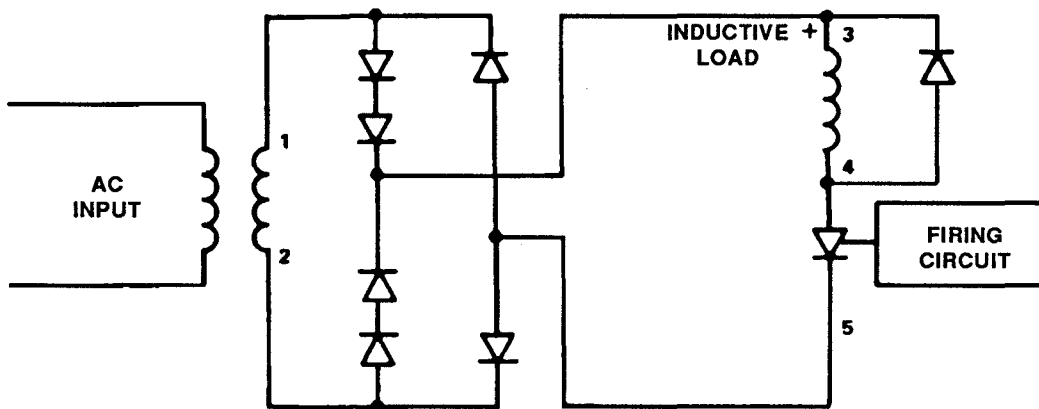 AC
INPUT
1
2
INDUCTIVE +
LOAD
3
4
5
FIRING
CIRCUIT